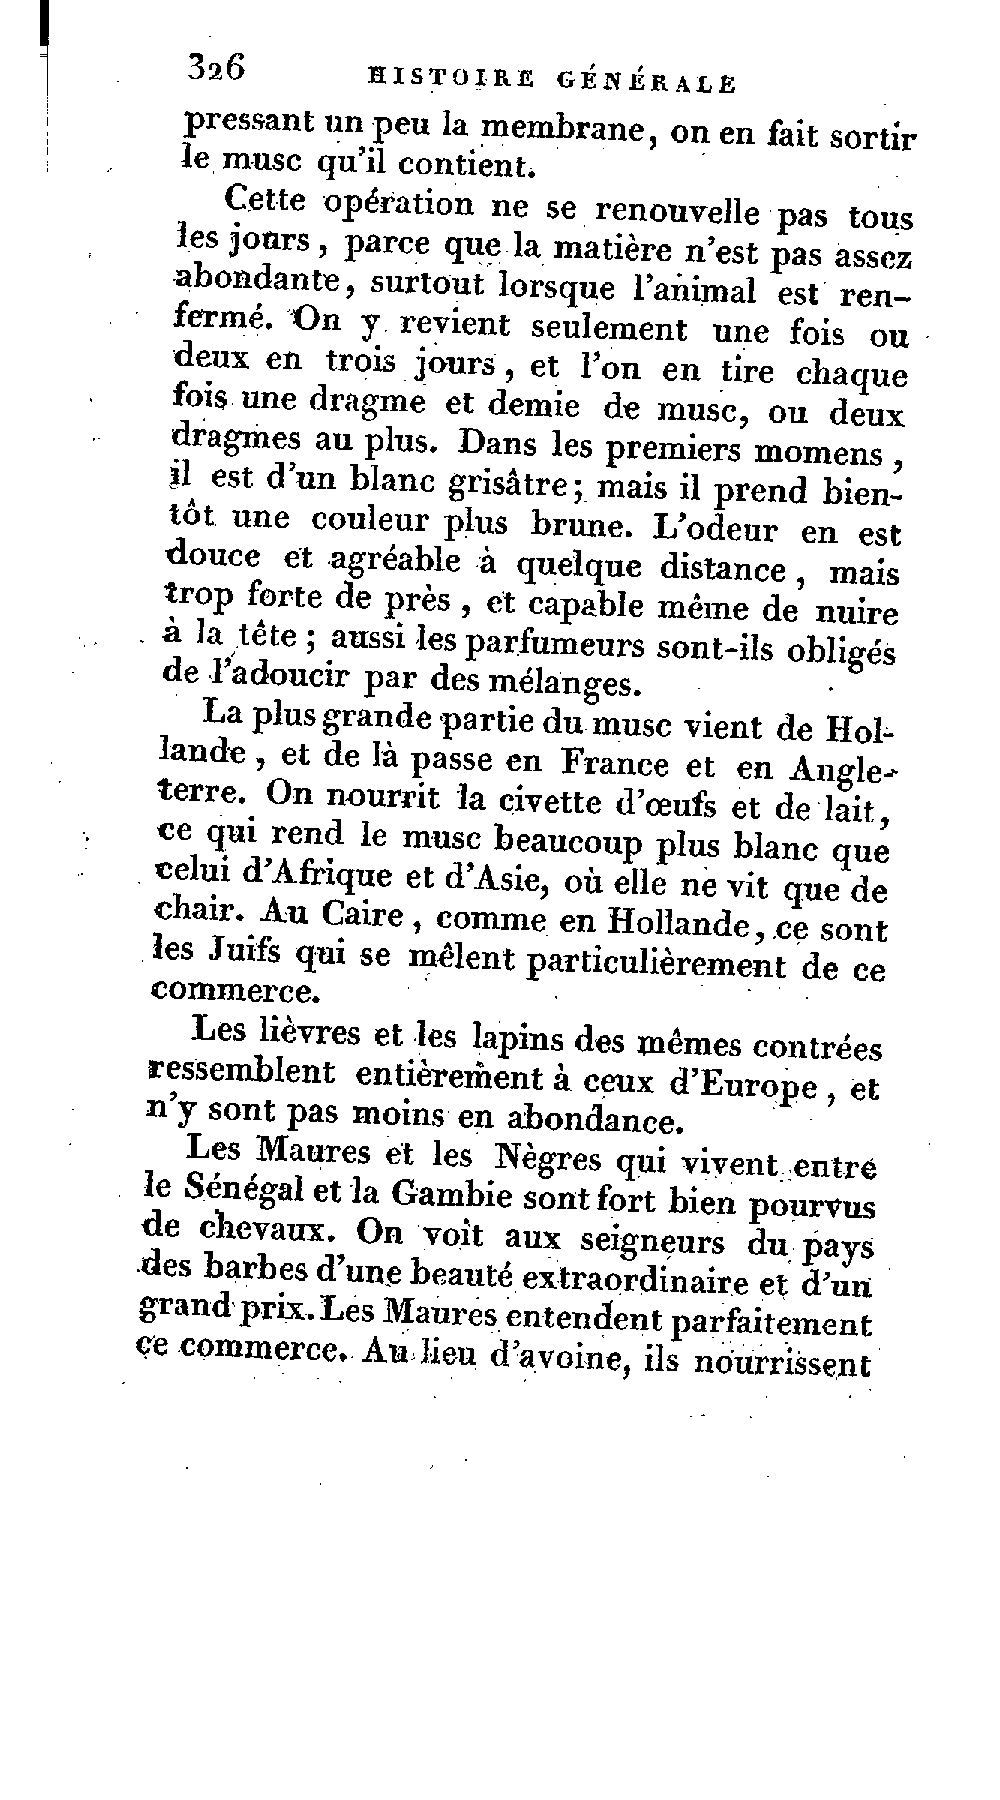 326 HISTOIRE GÉNÉRALE
pressant un peu la membrane, on en fait sortir
le musc qu'il contient.
Cette opération ne se renouvelle pas tous
les jours, parce que la matière n'est pas assez
abondante, surtout lorsque l'animal est ren-
fermé. On y revient seulement une fois ou
deux en trois jours, et l'on en tire chaque
fois une dragme et demie de musc, ou deux
dragmes au plus. Dans les premiers momens,
il est d'un blanc grisâtre; mais il prend bien-
tôt une couleur plus brune. L'odeur en est
douce et agréable à quelque distance, mais
trop forte de près, et capable même de nuire
à la tête; aussi les parfumeurs sont-ils obligés
de l'adoucir par des mélanges.
La plus grande partie du musc vient de Hol-
lande, et de là passe en France et en Angle-
terre. On nourrit la civette d'œufs et de lait,
ce qui rend le musc beaucoup plus blanc que
celui d'Afrique et d'Asie, où elle ne vit que de
chair. Au Caire, comme en Hollande, ce sont
les Juifs qui se mêlent particulièrement de ce
commerce.
Les lièvres et les lapins des mêmes contrées
ressemblent entièrement à ceux d'Europe, et
n'y sont pas moins en abondance.
Les Maures et les Nègres qui vivent entre
le Sénégal et la Gambie sont fort bien pourvus
de chevaux. On voit aux seigneurs du pays
des barbes d'une beauté extraordinaire et d'un
grand prix. Les Maures entendent parfaitement
ce commerce. Au lieu d'avoine, ils nourrissent